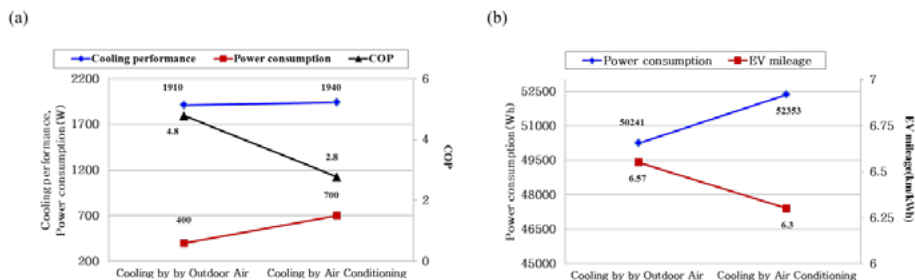 (a)
(b)
Cooling performance
Power consumption
COP
2200
1700
1200
700
200
Cooling performance,
Power consumption(W)
1910
1940
4.8
2.8
700
400
6
4
2
0
COP
Cooling by by Outdoor Air
Cooling by Air Conditioning
Power consumption
EV mileage
52500
51000
49500
48000
46500
45000
Power consumption(Wh)
50241
52353
6.57
6.3
7
6.75
6.5
6.25
6
EV mileage(km/kWh)
Cooling by by Outdoor Air
Cooling by Air Conditioning